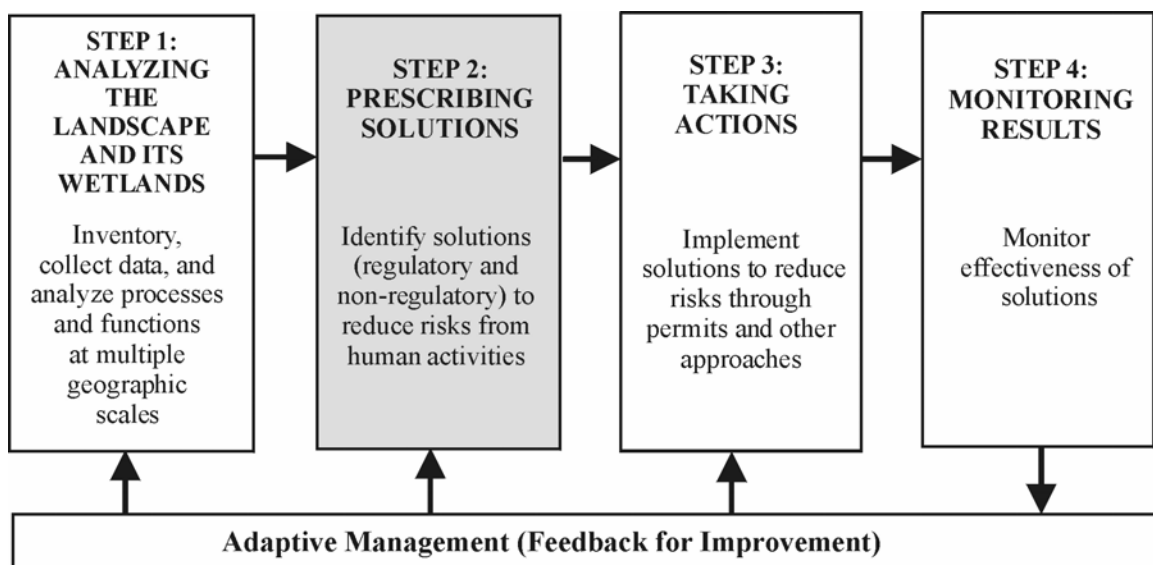 STEP 1:
ANALYZING
THE
LANDSCAPE
AND ITS
WETLANDS
Inventory,
collect data, and
analyze processes
and functions
at multiple
geographic
scales
STEP 2:
PRESCRIBING
SOLUTIONS
Identify solutions
(regulatory and
non-regulatory) to
reduce risks from
human activities
STEP 3:
TAKING
ACTIONS
Implement
solutions to reduce
risks through
permits and other
approaches
STEP 4:
MONITORING
RESULTS
Monitor
effectiveness of
solutions
Adaptive Management (Feedback for Improvement)